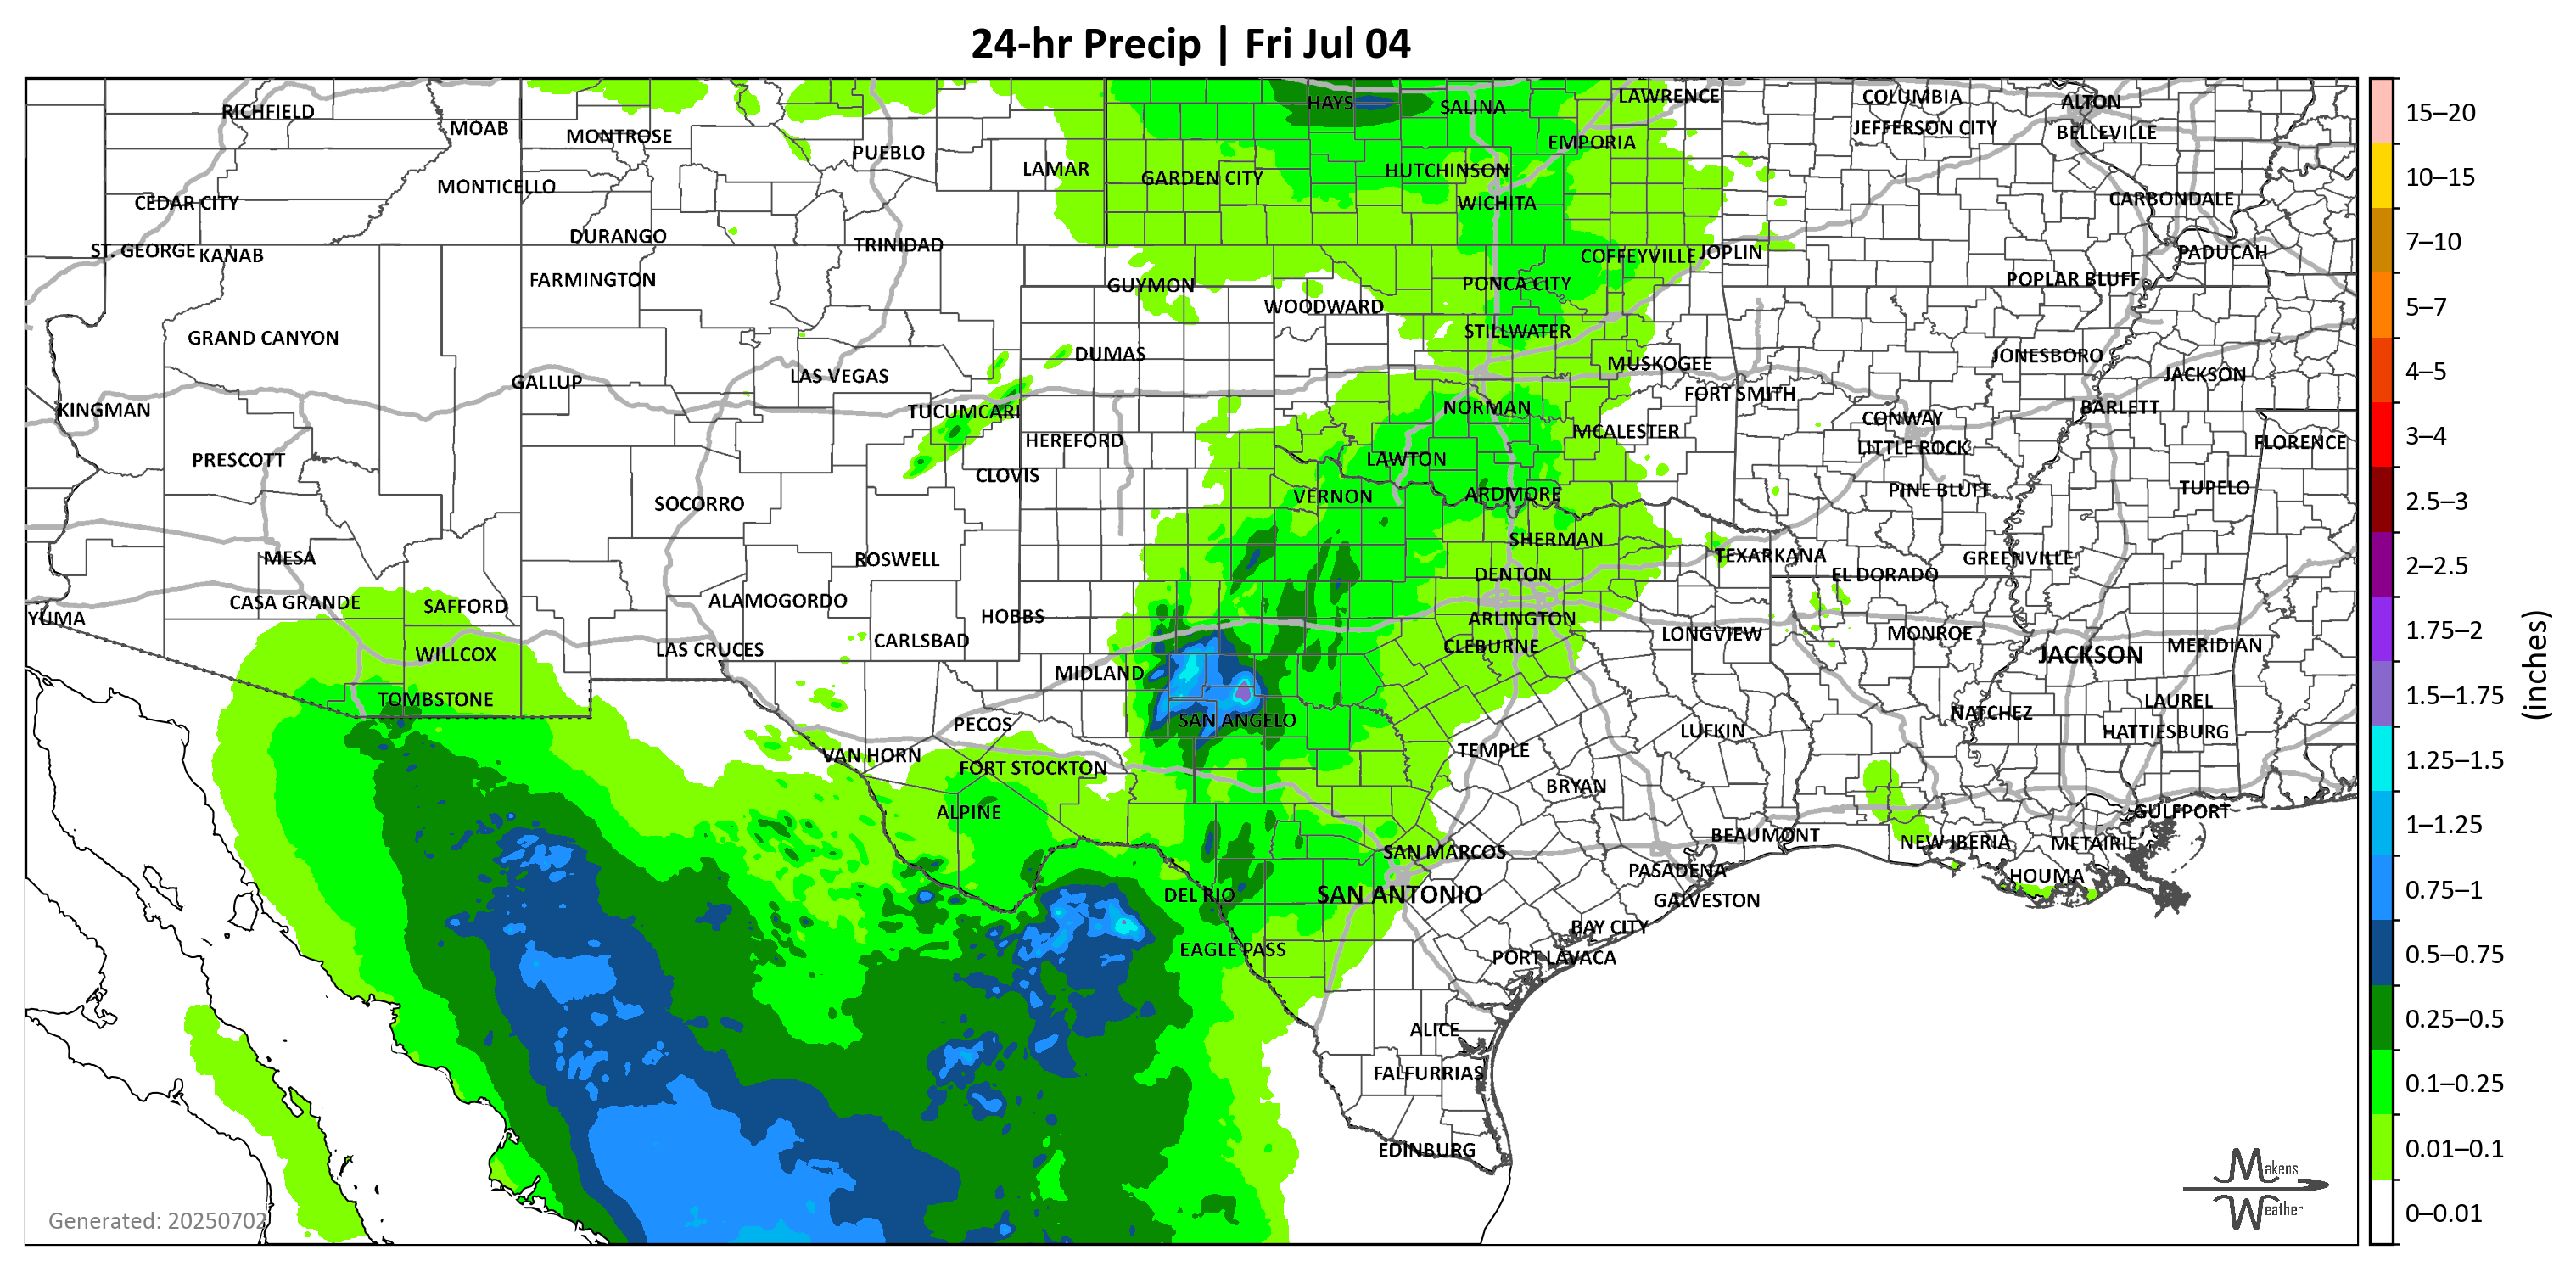 24-hr Precip | Fri Jul 04
RICHFIELD
MOAB
MONTROSE
PUEBLO
LAMAR
HAYS
SALINA
LAWRENCE
COLUMBIA
ALTON
JEFFERSON CITY
BELLEVILLE
EMPORIA
CEDAR CITY
MONTICELLO
GARDEN CITY
HUTCHINSON
WICHITA
CARBONDALE
ST. GEORGE
KANAB
DURANGO
TRINIDAD
COFFEYVILLE
JOPLIN
PADUCAH
FARMINGTON
GUYMON
WOODWARD
PONCA CITY
POPLAR BLUFF
GRAND CANYON
STILLWATER
DUMAS
MUSKOGEE
JONESBORO
GALLUP
LAS VEGAS
JACKSON
KINGMAN
TUCUMCARI
NORMAN
FORT SMITH
CONWAY
BARLETT
HEREFORD
MCALESTER
LITTLE ROCK
FLORENCE
PRESCOTT
CLOVIS
LAWTON
SOCORRO
VERNON
ARDMORE
PINE BLUFF
TUPELO
MESA
ROSWELL
SHERMAN
TEXARKANA
GREENVILLE
DENTON
EL DORADO
YUMA
CASA GRANDE
SAFFORD
ALAMOGORDO
HOBBS
ARLINGTON
WILLCOX
LAS CRUCES
CARLSBAD
CLEBURNE
LONGVIEW
MONROE
JACKSON
MERIDIAN
MIDLAND
TOMBSTONE
LAUREL
PECOS
SAN ANGELO
NATCHEZ
HATTIESBURG
VAN HORN
FORT STOCKTON
TEMPLE
LUFKIN
BRYAN
ALPINE
GULFPORT
BEAUMONT
SAN MARCOS
NEW IBERIA
METAIRIE
PASADENA
HOUMA
DEL RIO
SAN ANTONIO
GALVESTON
BAY CITY
EAGLE PASS
PORT LAVACA
ALICE
FALFURRIAS
EDINBURG
Generated: 20250702
Makens
Weather
15–20
10–15
7–10
5–7
4–5
3–4
2.5–3
2–2.5
1.75–2
1.5–1.75
1.25–1.5
1–1.25
0.75–1
0.5–0.75
0.25–0.5
0.1–0.25
0.01–0.1
0–0.01
(inches)